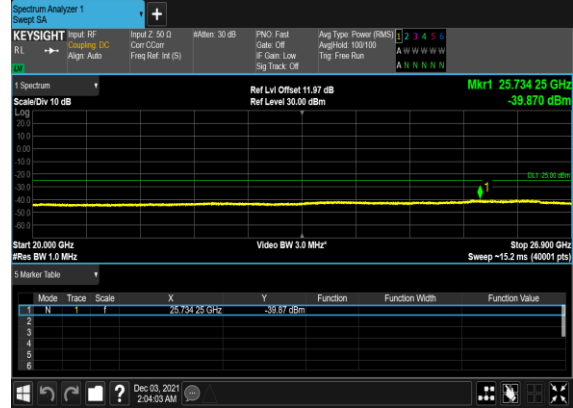 Spectrum Analyzer 1
Swept SA
+
KEYSIGHT Input: RF Input Z: 50 Ω #Atten: 30 dB PNO: Fast Avg Type: Power (RMS) 1 2 3 4 5 6
RL Coupling: DC Corr CCorr Gate: Off Avg|Hold: 100/100 A W W W W W
Align: Auto Freq Ref: Int (S) IF Gain: Low Trig: Free Run A N N N N N
Sig Track: Off
1 Spectrum Ref Lvl Offset 11.97 dB Mkr1 25.734 25 GHz
Scale/Div 10 dB Ref Level 30.00 dBm -39.870 dBm
Log
20.0
10.0
0.00
-10.0
-20.0
DL1 -25.00 dBm
-30.0
1
-40.0
-50.0
-60.0
Start 20.000 GHz Video BW 3.0 MHz* Stop 26.900 GHz
#Res BW 1.0 MHz Sweep ~15.2 ms (40001 pts)
5 Marker Table
Mode Trace Scale X Y Function Function Width Function Value
1 N 1 f 25.734 25 GHz -39.87 dBm
2
3
4
5
6
? Dec 03, 2021
2:04:03 AM